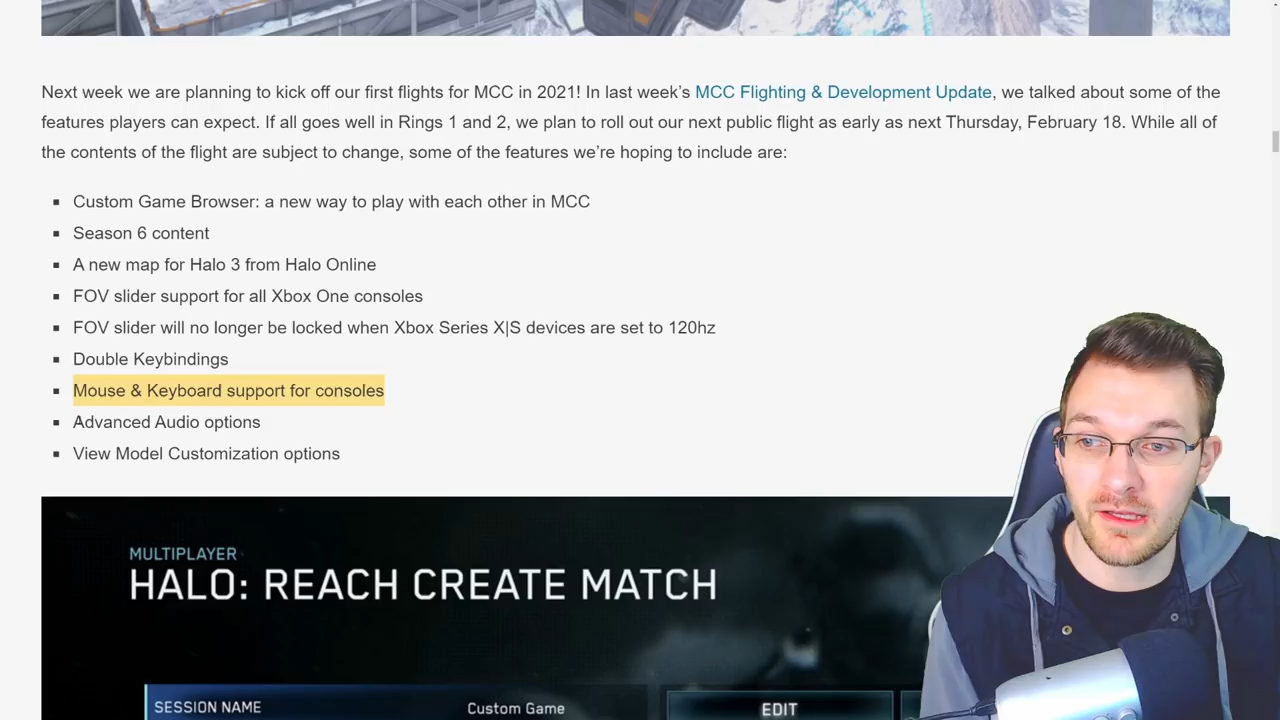 Next week we are planning to kick off our first flights for MCC in 2021! In last week’s MCC Flighting & Development Update, we talked about some of the
features players can expect. If all goes well in Rings 1 and 2, we plan to roll out our next public flight as early as next Thursday, February 18. While all of
the contents of the flight are subject to change, some of the features we’re hoping to include are:
▪ Custom Game Browser: a new way to play with each other in MCC
▪ Season 6 content
▪ A new map for Halo 3 from Halo Online
▪ FOV slider support for all Xbox One consoles
▪ FOV slider will no longer be locked when Xbox Series X|S devices are set to 120hz
▪ Double Keybindings
▪ Mouse & Keyboard support for consoles
▪ Advanced Audio options
▪ View Model Customization options
MULTIPLAYER
HALO: REACH CREATE MATCH
SESSION NAME Custom Game EDIT